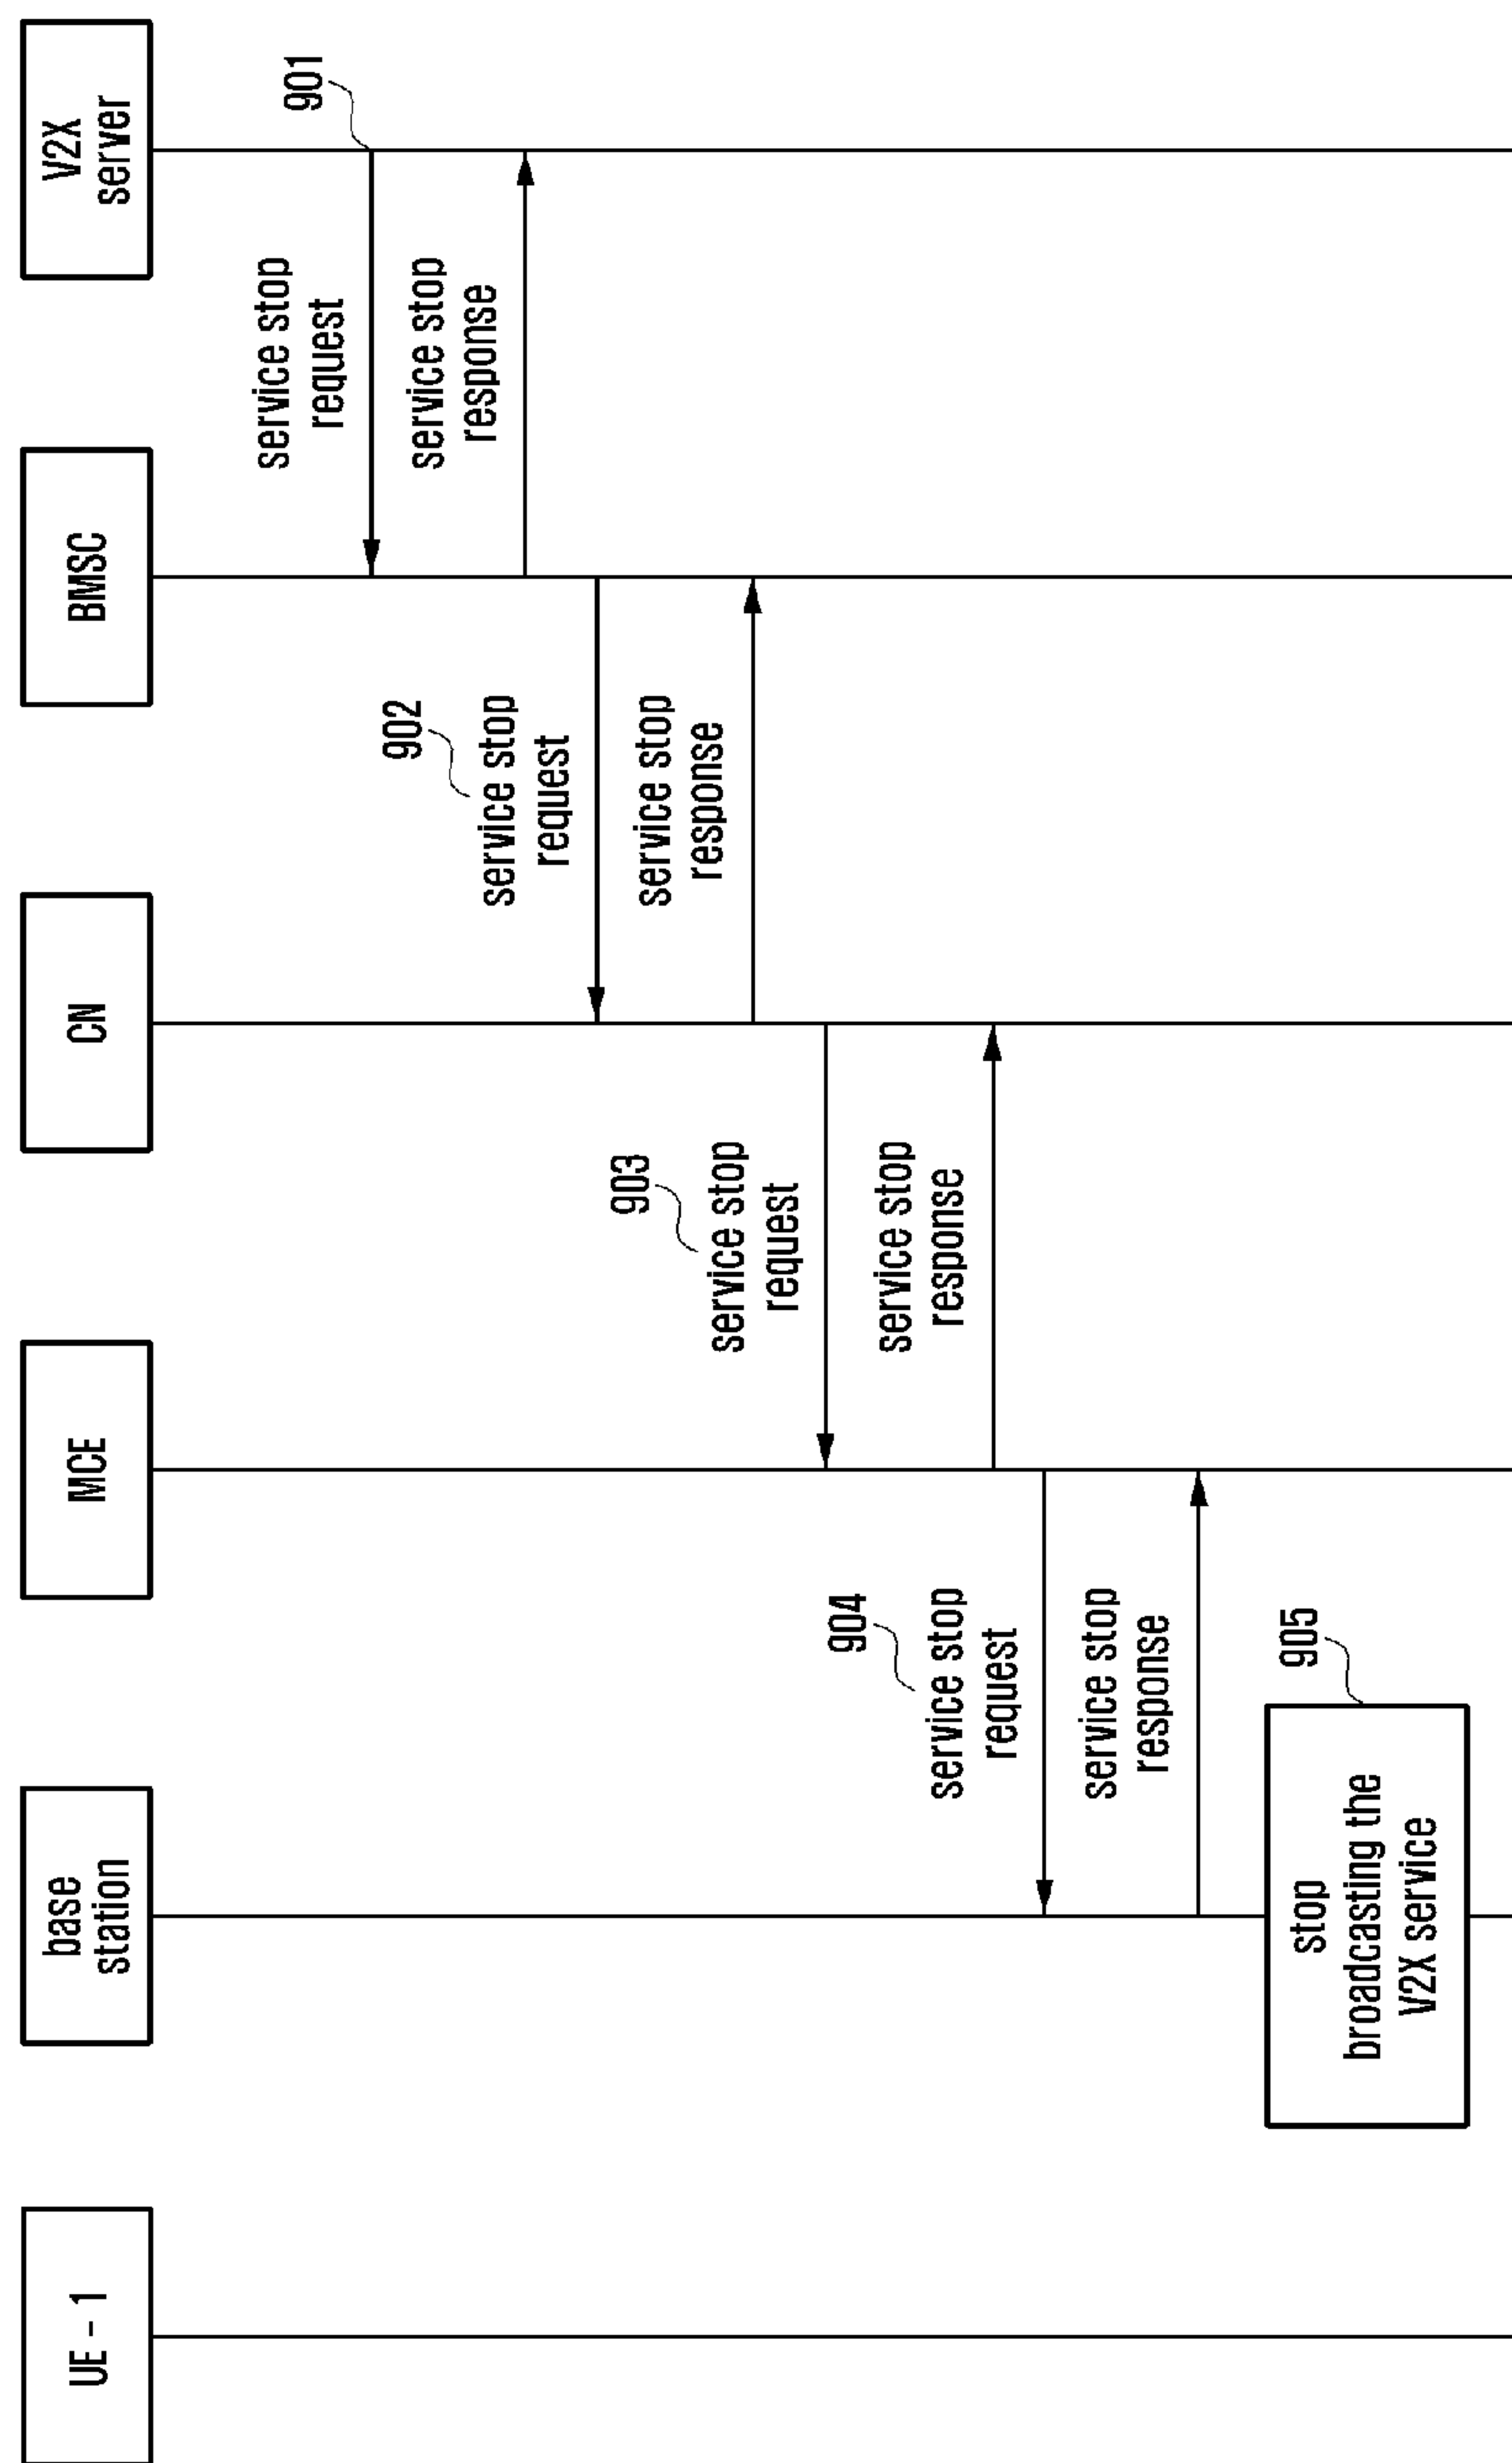 UE – 1
base
station
MCE
CN
BMSC
V2X
server
901
service stop
request
service stop
response
902
service stop
request
service stop
response
903
service stop
request
service stop
response
904
service stop
request
service stop
response
905
stop
broadcasting the
V2X service